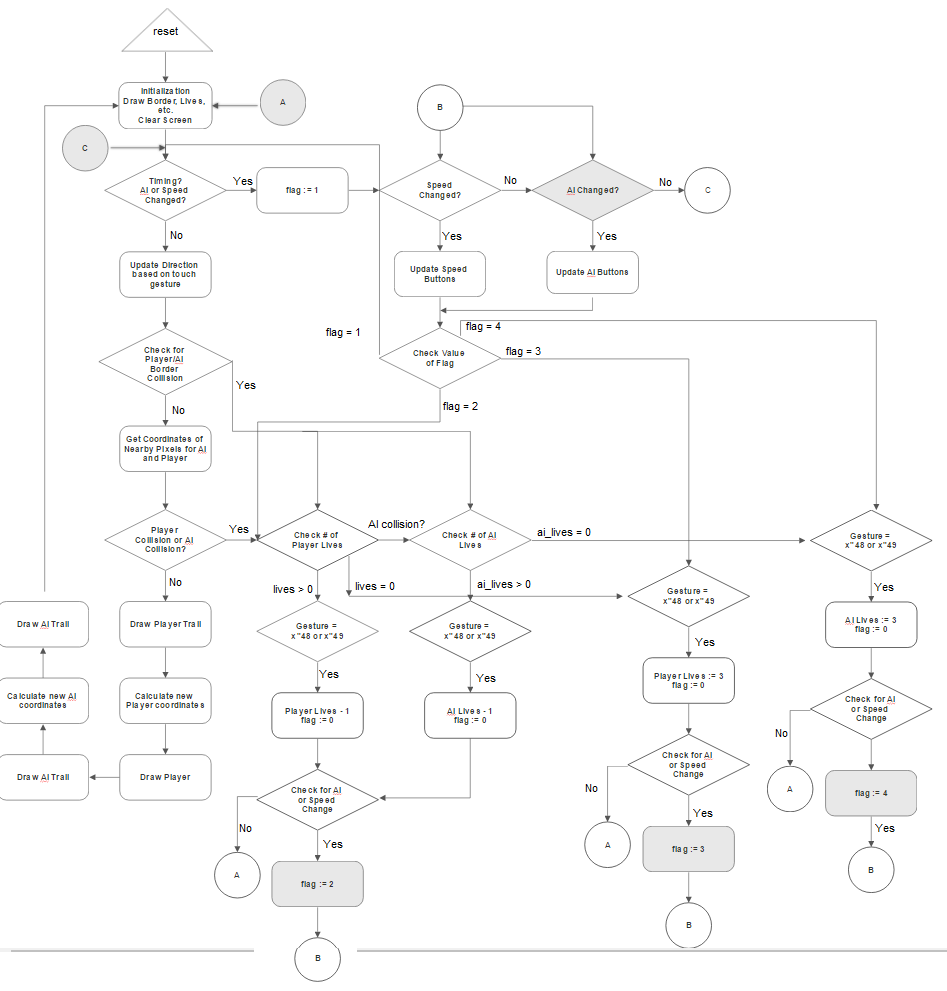 reset
Initialization
Draw Border, Lives,
etc.
Clear Screen
A
B
C
Timing?
AI or Speed
Changed?
Yes
flag := 1
Speed
Changed?
No
AI Changed?
No
C
No
Yes
Yes
Update Direction
based on touch
gesture
Update Speed
Buttons
Update AI Buttons
flag = 1
flag = 4
Check for
Player/AI
Border
Collision
Check Value
of Flag
flag = 3
Yes
No
flag = 2
Get Coordinates of
Nearby Pixels for AI
and Player
Player
Collision or AI
Collision?
Yes
Check # of
Player Lives
AI collision?
Check # of AI
Lives
ai_lives = 0
Gesture =
x"48 or x"49
No
lives > 0
lives = 0
ai_lives > 0
Yes
Gesture =
x"48 or x"49
Draw AI Trail
Draw Player Trail
Gesture =
x"48 or x"49
Gesture =
x"48 or x"49
AI Lives := 3
flag := 0
Yes
Yes
Yes
Calculate new AI
coordinates
Calculate new
Player coordinates
Player Lives - 1
flag := 0
AI Lives - 1
flag := 0
Player Lives := 3
flag := 0
Check for AI
or Speed
Change
No
Draw AI Trail
Draw Player
Check for AI
or Speed
Change
Check for AI
or Speed
Change
No
A
flag := 4
No
Yes
Yes
Yes
A
flag := 2
A
flag := 3
B
B
B